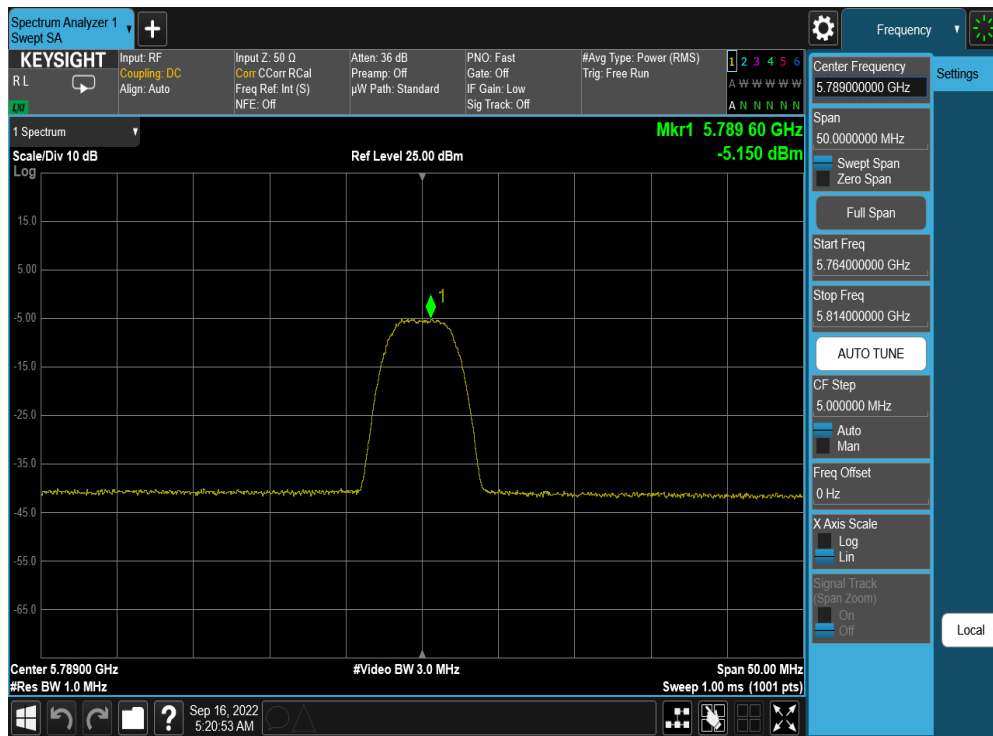 Spectrum Analyzer 1
Swept SA
Frequency
KEYSIGHT
R L
LXI
Input: RF
Coupling: DC
Align: Auto
Input Z: 50 Ω
Corr CCorr RCal
Freq Ref: Int (S)
NFE: Off
Atten: 36 dB
Preamp: Off
µW Path: Standard
PNO: Fast
Gate: Off
IF Gain: Low
Sig Track: Off
#Avg Type: Power (RMS)
Trig: Free Run
1 2 3 4 5 6
A W W W W W
A N N N N N
1 Spectrum
Scale/Div 10 dB
Log
Ref Level 25.00 dBm
Mkr1 5.789 60 GHz
-5.150 dBm
15.0
5.00
-5.00
-15.0
-25.0
-35.0
-45.0
-55.0
-65.0
1
Center 5.78900 GHz
#Res BW 1.0 MHz
#Video BW 3.0 MHz
Span 50.00 MHz
Sweep 1.00 ms (1001 pts)
Sep 16, 2022
5:20:53 AM
?
Center Frequency
5.789000000 GHz
Span
50.0000000 MHz
Swept Span
Zero Span
Full Span
Start Freq
5.764000000 GHz
Stop Freq
5.814000000 GHz
AUTO TUNE
CF Step
5.000000 MHz
Auto
Man
Freq Offset
0 Hz
X Axis Scale
Log
Lin
Signal Track
(Span Zoom)
On
Off
Settings
Local